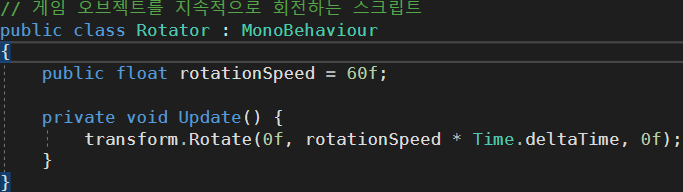 // 게임 오브젝트를 지속적으로 회전하는 스크립트
public class Rotator : MonoBehaviour
{
    public float rotationSpeed = 60f;

    private void Update() {
        transform.Rotate(0f, rotationSpeed * Time.deltaTime, 0f);
    }
}